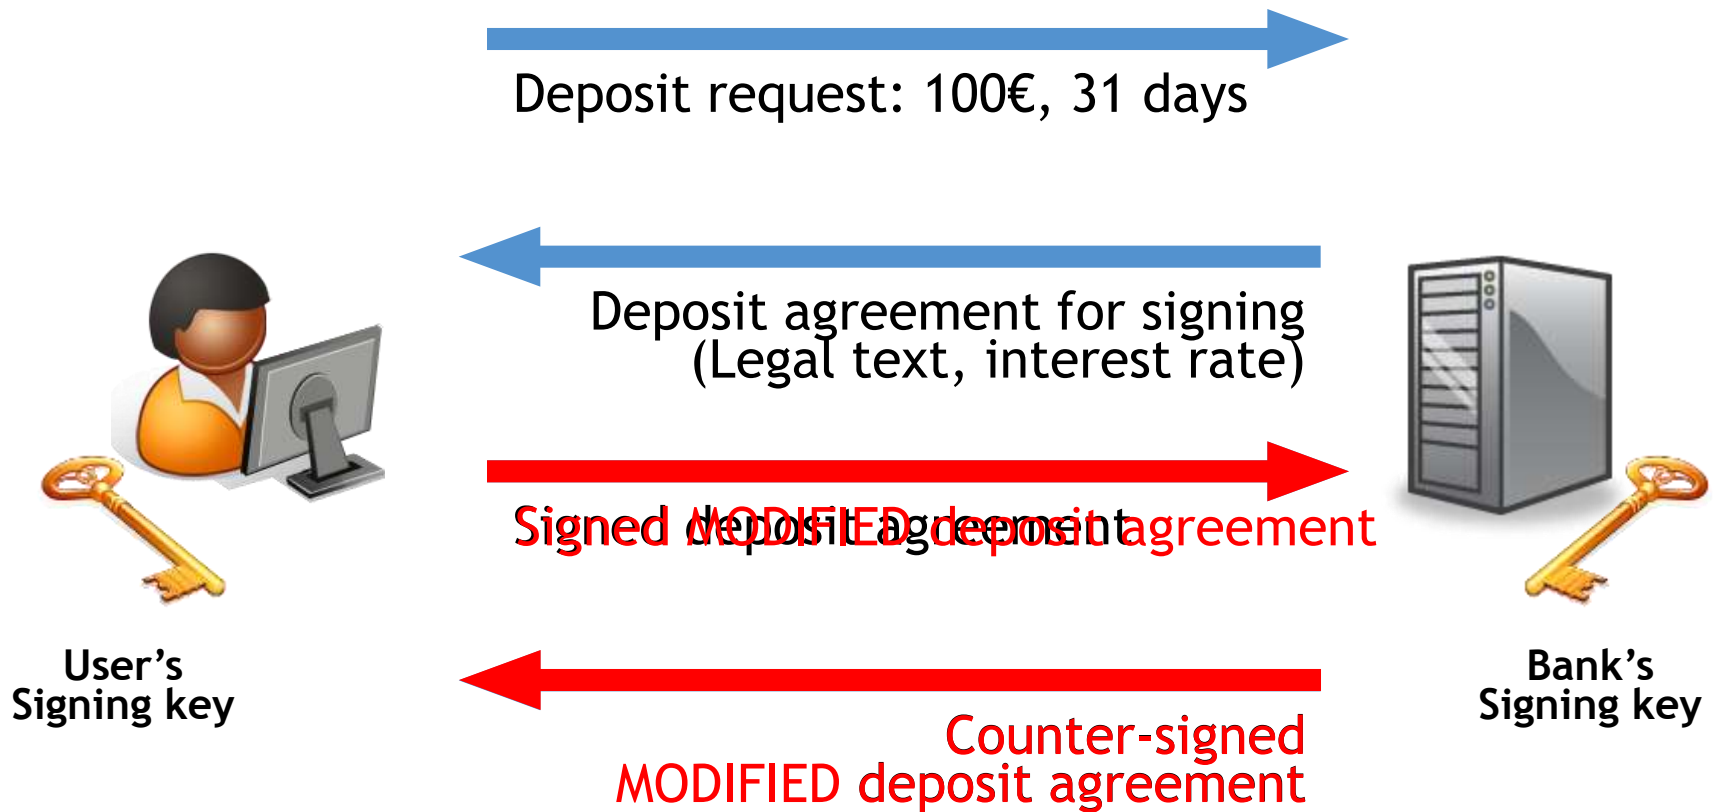 Deposit request: 100€, 31 days
Deposit agreement for signing
(Legal text, interest rate)
Signed deposit agreement
Signed MODIFIED deposit agreement
User’s
Signing key
Bank’s
Signing key
Counter-signed
MODIFIED deposit agreement